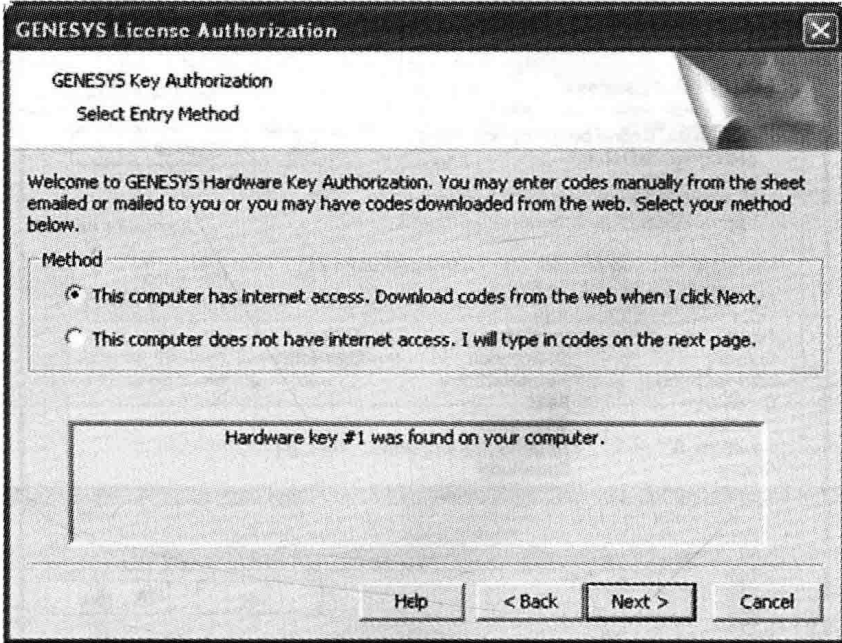 GENESYS License Authorization
GENESYS Key Authorization
Select Entry Method
Welcome to GENESYS Hardware Key Authorization. You may enter codes manually from the sheet
emailed or mailed to you or you may have codes downloaded from the web. Select your method
below.
Method
This computer has internet access. Download codes from the web when I click Next.
This computer does not have internet access. I will type in codes on the next page.
Hardware key #1 was found on your computer.
Help
< Back
Next >
Cancel